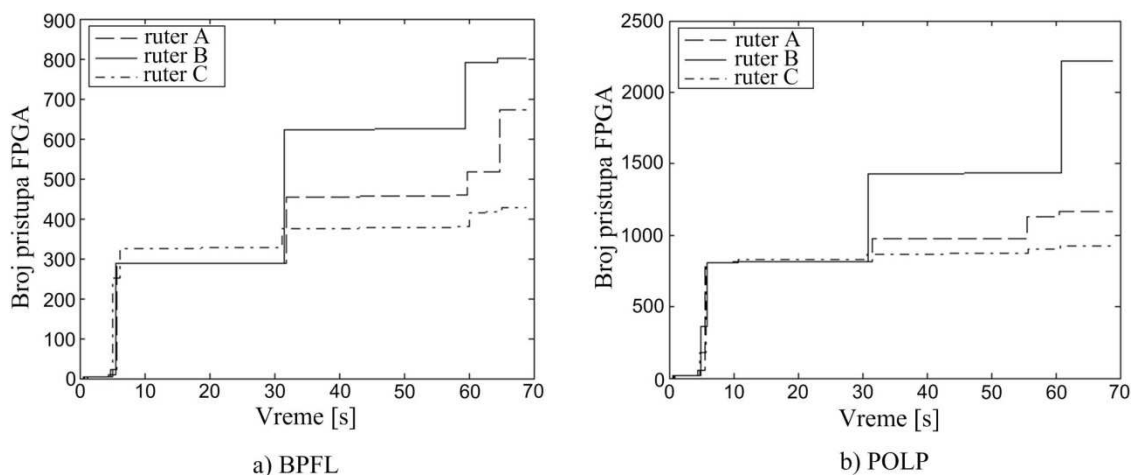 900
800
700
600
500
400
300
200
100
0
Broj pristupa FPGA
ruter A
ruter B
ruter C
0 10 20 30 40 50 60 70
Vreme [s]
a) BPFL
2500
2000
1500
1000
500
0
Broj pristupa FPGA
ruter A
ruter B
ruter C
0 10 20 30 40 50 60 70
Vreme [s]
b) POLP